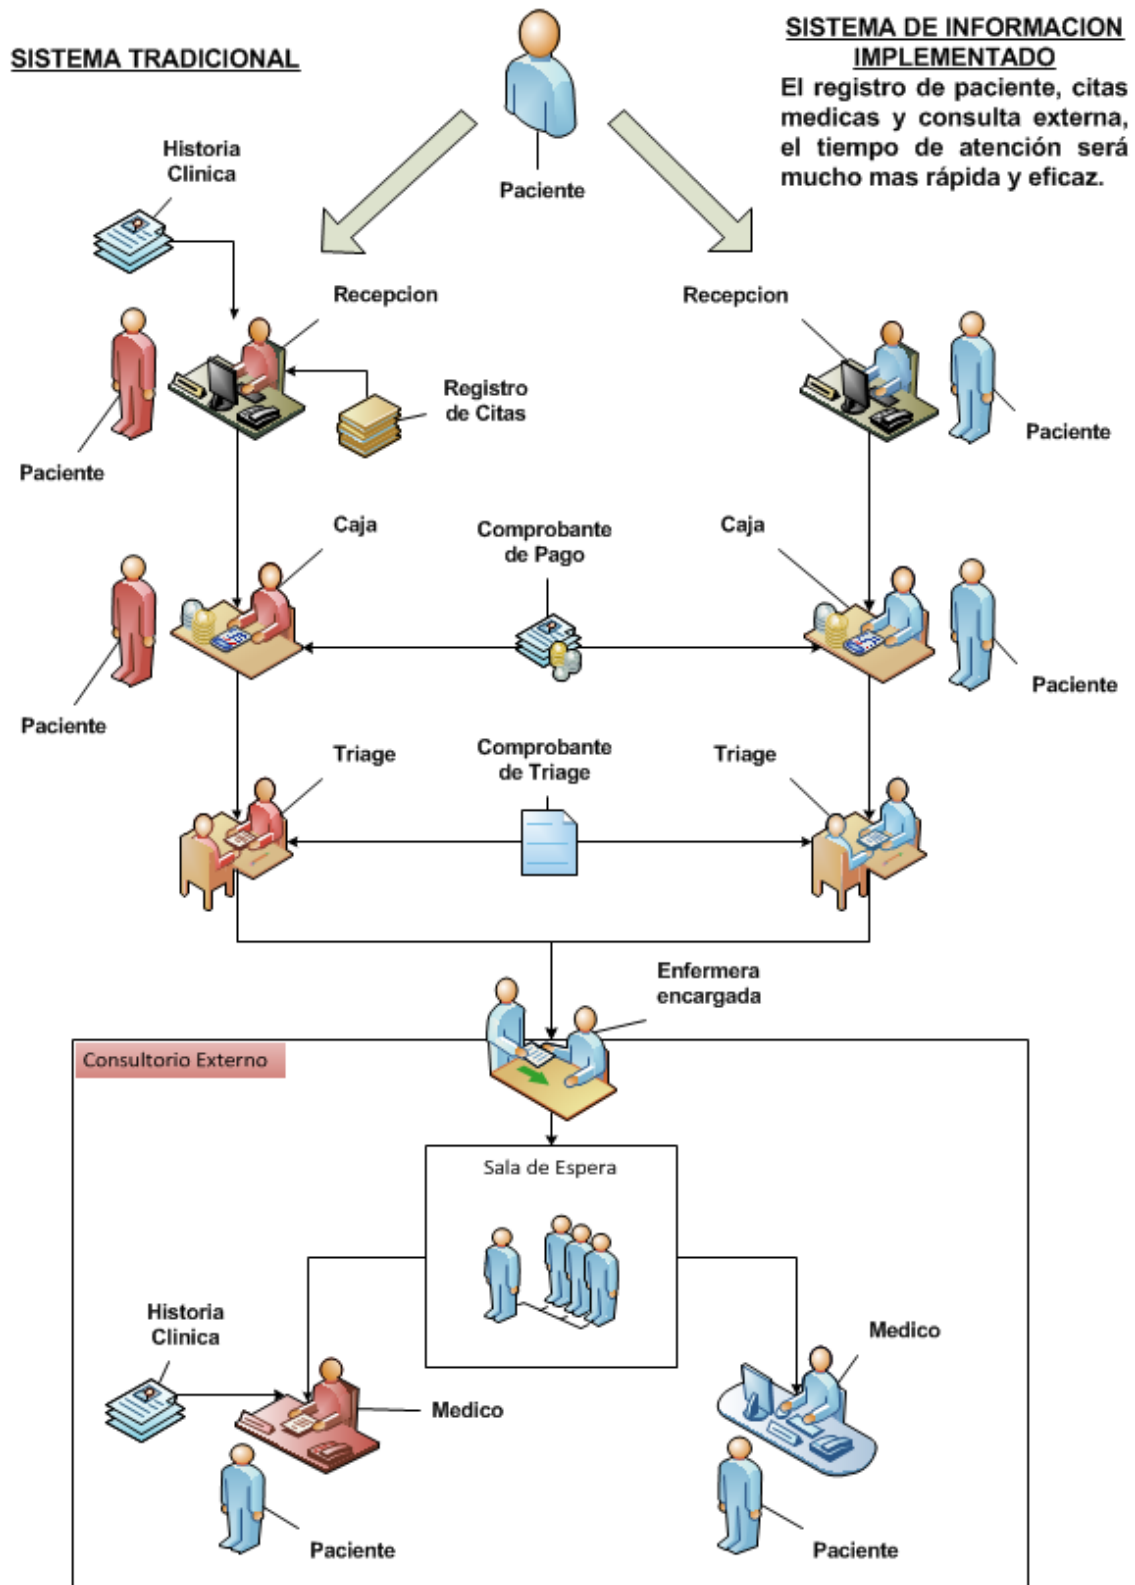 SISTEMA TRADICIONAL
SISTEMA DE INFORMACION
IMPLEMENTADO
El registro de paciente, citas
medicas y consulta externa,
el tiempo de atención será
mucho mas rápida y eficaz.
Paciente
Historia
Clinica
Recepcion
Recepcion
Registro
de Citas
Paciente
Paciente
Caja
Comprobante
de Pago
Caja
Paciente
Paciente
Triage
Comprobante
de Triage
Triage
Enfermera
encargada
Consultorio Externo
Sala de Espera
Historia
Clinica
Medico
Medico
Paciente
Paciente